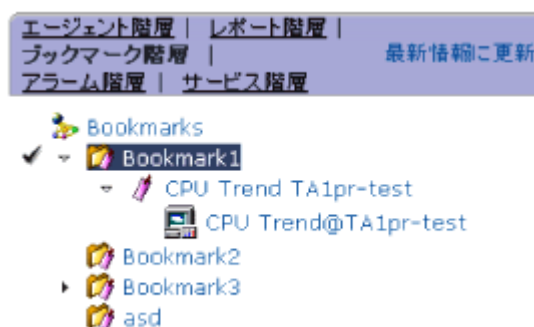 エージェント階層 | レポート階層 |
ブックマーク階層 | 最新情報に更新
アラーム階層 | サービス階層
Bookmarks
Bookmark1
CPU Trend TA1pr-test
CPU Trend@TA1pr-test
Bookmark2
Bookmark3
asd